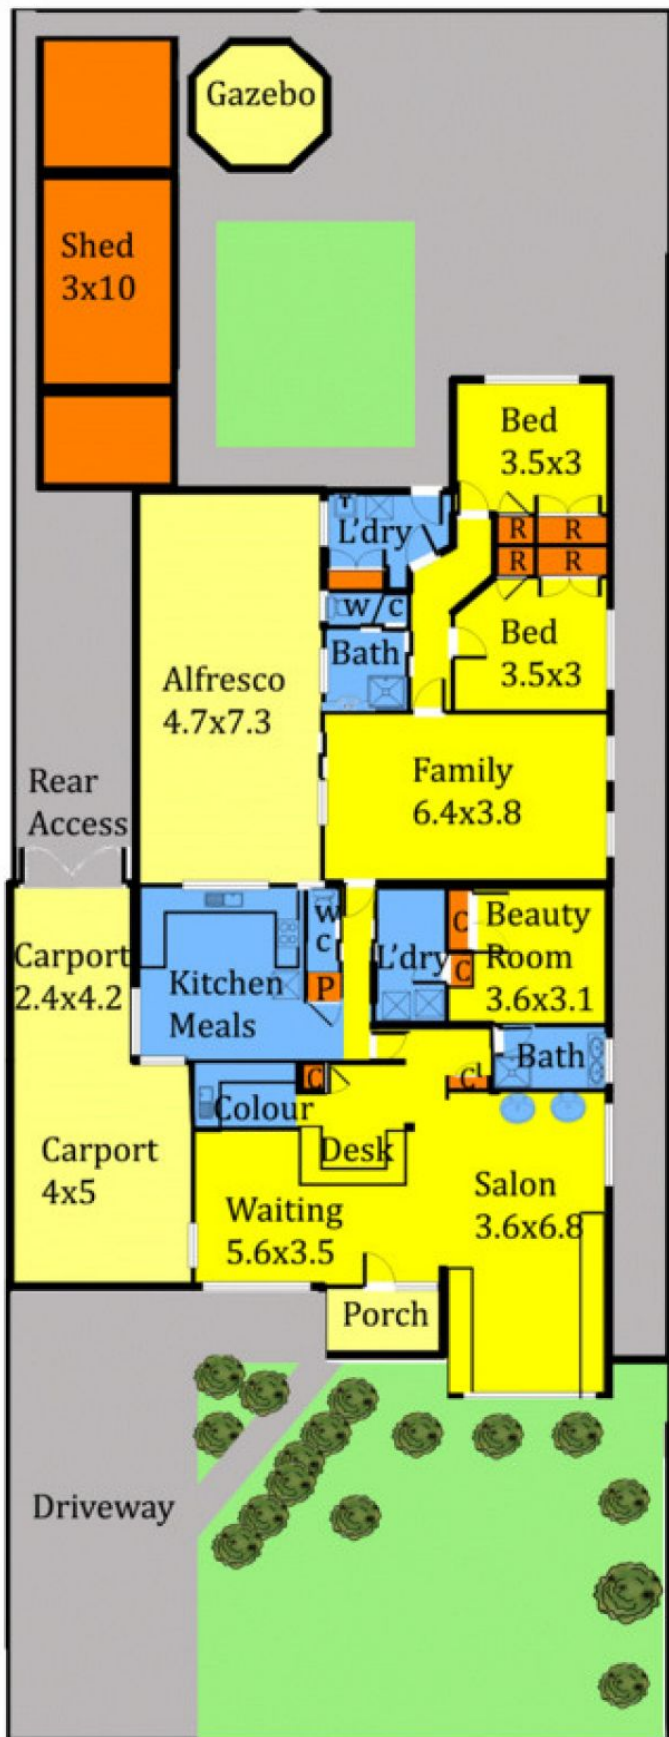 Gazebo
Shed
3x10
Bed
3.5x3
R
R
R
R
L'dry
w/c
Bath
Bed
3.5x3
Alfresco
4.7x7.3
Family
6.4x3.8
Rear
Access
Carport
2.4x4.2
Kitchen
Meals
w
c
P
L'dry
C
C
Beauty
Room
3.6x3.1
Bath
C
C
Colour
Desk
Carport
4x5
Waiting
5.6x3.5
Salon
3.6x6.8
Porch
Driveway